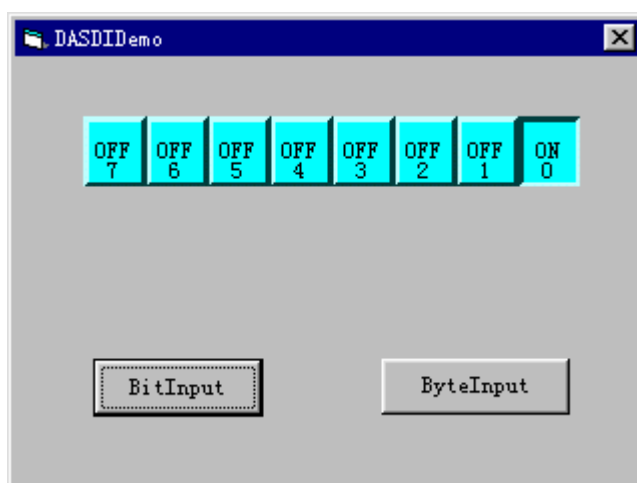 DASDIDemo
OFF OFF OFF OFF OFF OFF OFF ON
7 6 5 4 3 2 1 0
BitInput ByteInput